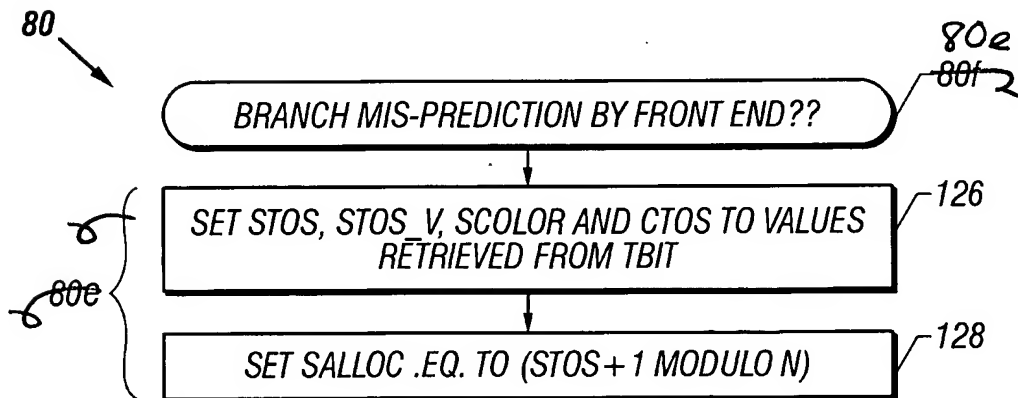 80
80e
80f
BRANCH MIS-PREDICTION BY FRONT END??
126
SET STOS, STOS_V, SCOLOR AND CTOS TO VALUES
RETRIEVED FROM TBIT
80e
128
SET SALLOC .EQ. TO (STOS+1 MODULO N)